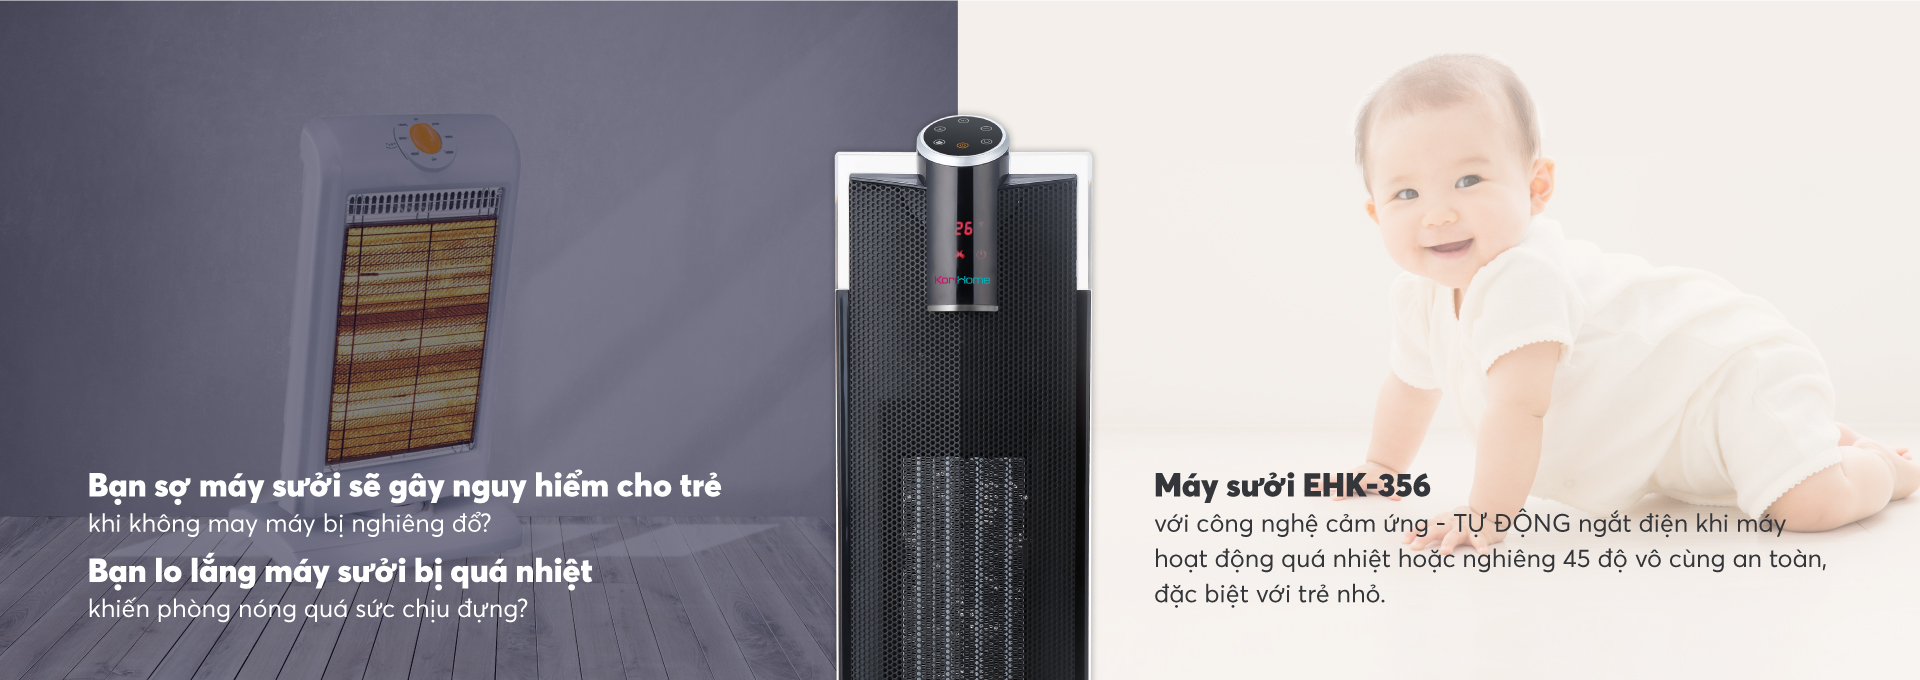 Bạn sợ máy sưởi sẽ gây nguy hiểm cho trẻ
khi không may máy bị nghiêng đổ?
Bạn lo lắng máy sưởi bị quá nhiệt
khiến phòng nóng quá sức chịu đựng?
26
KoriHome
Máy sưởi EHK-356
với công nghệ cảm ứng - TỰ ĐỘNG ngắt điện khi máy
hoạt động quá nhiệt hoặc nghiêng 45 độ vô cùng an toàn,
đặc biệt với trẻ nhỏ.